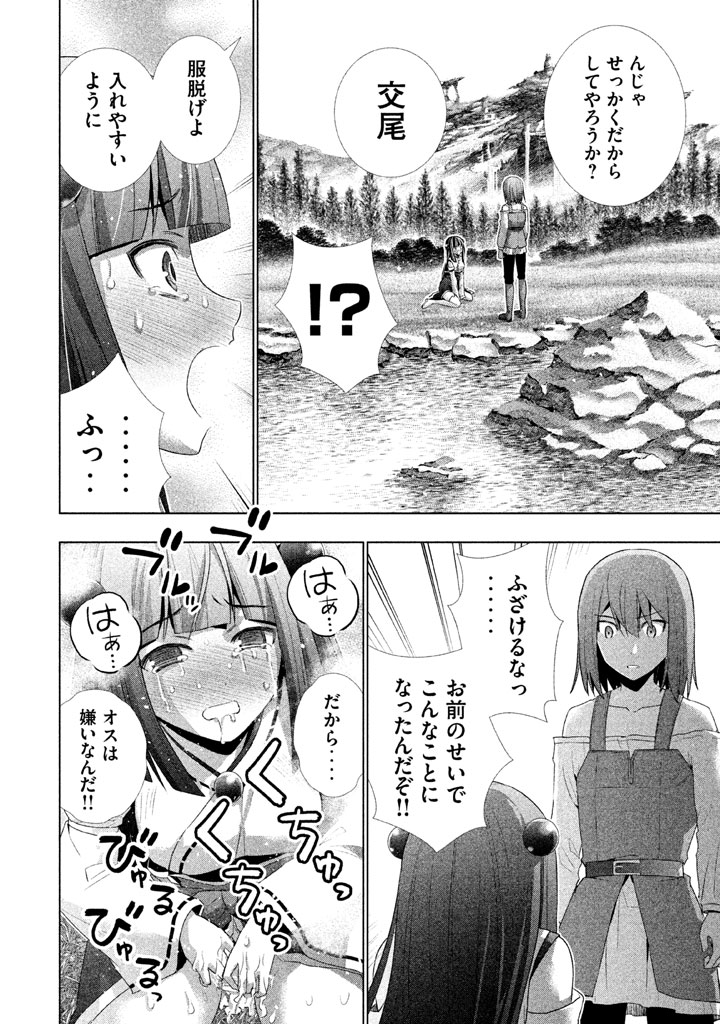 んじゃ
せっかくだから
してやろうか?
交尾
!?
服脱げよ
入れやすい
ように
‥‥‥
ふっ‥
ふざけるなっ
‥‥‥
お前のせいで
こんなことに
なったんだぞ!!
ブルッ
ブルッ
はぁ…
はぁ…
だから‥‥
オスは
嫌いなんだ!!
くちゅっ
くちゅっ
びゅるっ
びゅるっ